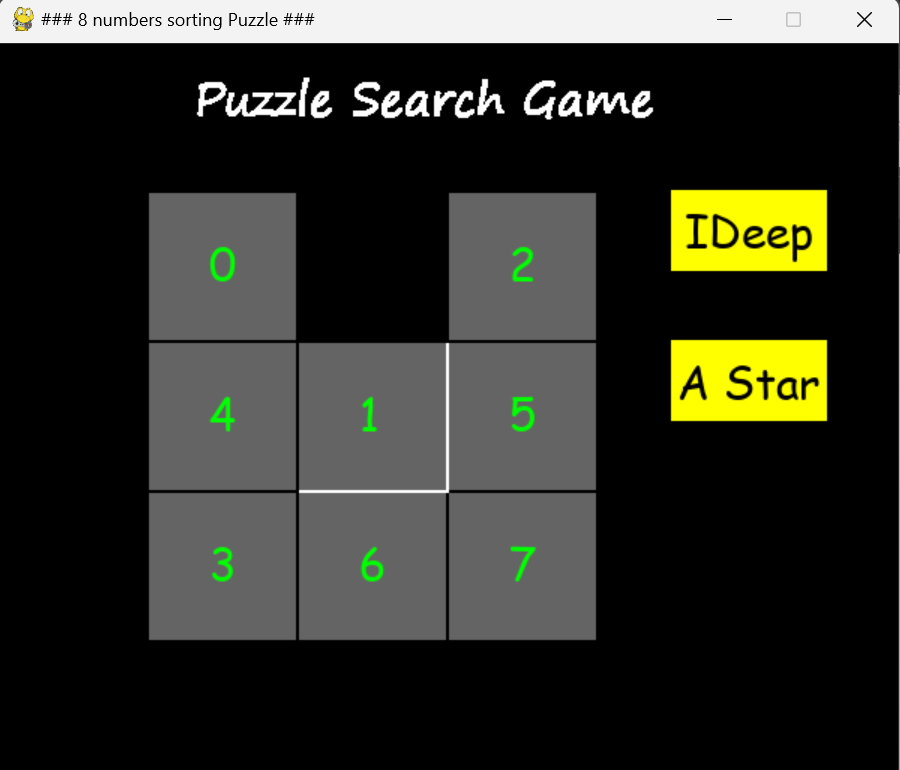 ### 8 numbers sorting Puzzle ###
Puzzle Search Game
0 2 IDeep
4 1 5 A Star
3 6 7